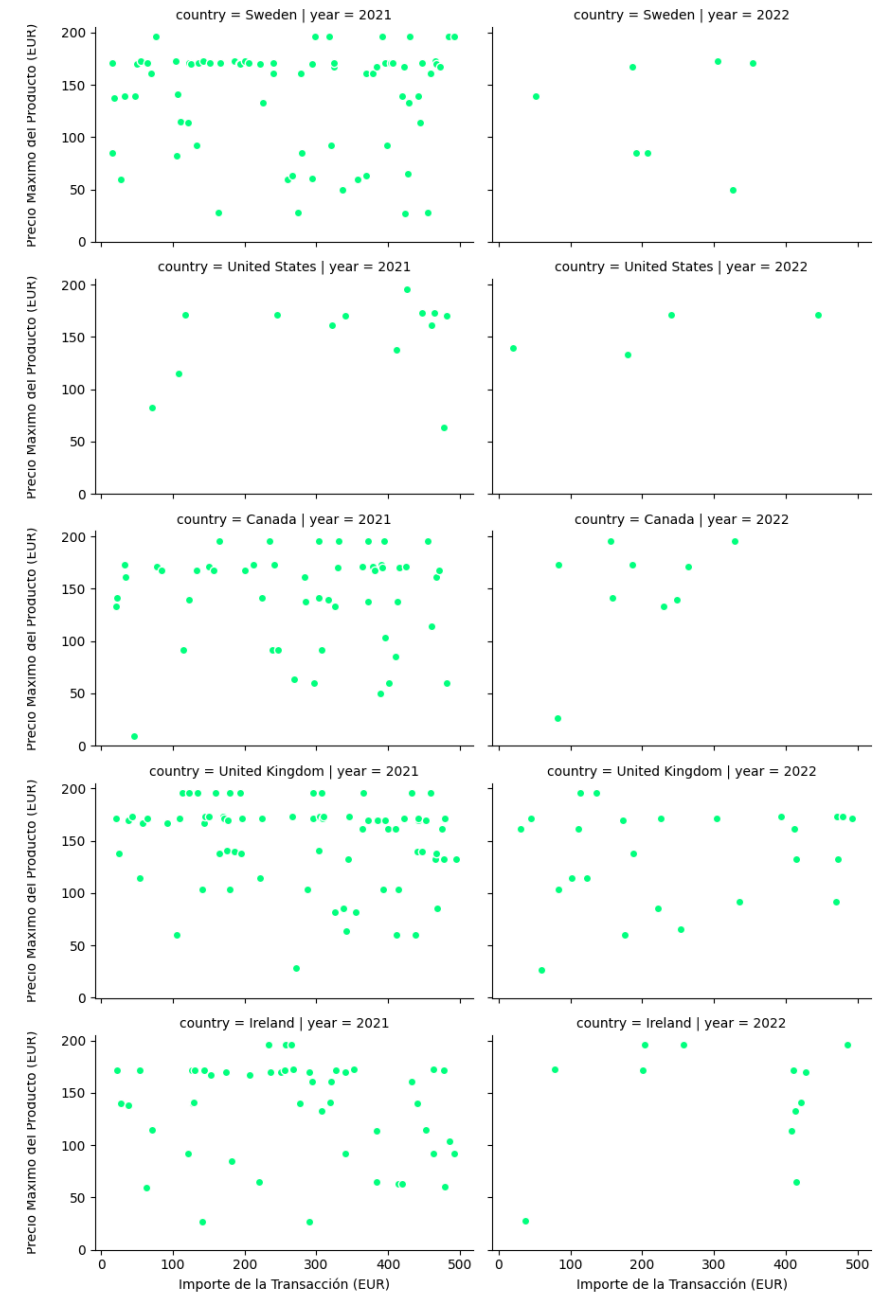 country = Sweden | year = 2021
country = Sweden | year = 2022
Precio Maximo del Producto (EUR)
200
150
100
50
0
country = United States | year = 2021
country = United States | year = 2022
Precio Maximo del Producto (EUR)
200
150
100
50
0
country = Canada | year = 2021
country = Canada | year = 2022
Precio Maximo del Producto (EUR)
200
150
100
50
0
country = United Kingdom | year = 2021
country = United Kingdom | year = 2022
Precio Maximo del Producto (EUR)
200
150
100
50
0
country = Ireland | year = 2021
country = Ireland | year = 2022
Precio Maximo del Producto (EUR)
200
150
100
50
0
0 100 200 300 400 500
0 100 200 300 400 500
Importe de la Transacción (EUR)
Importe de la Transacción (EUR)